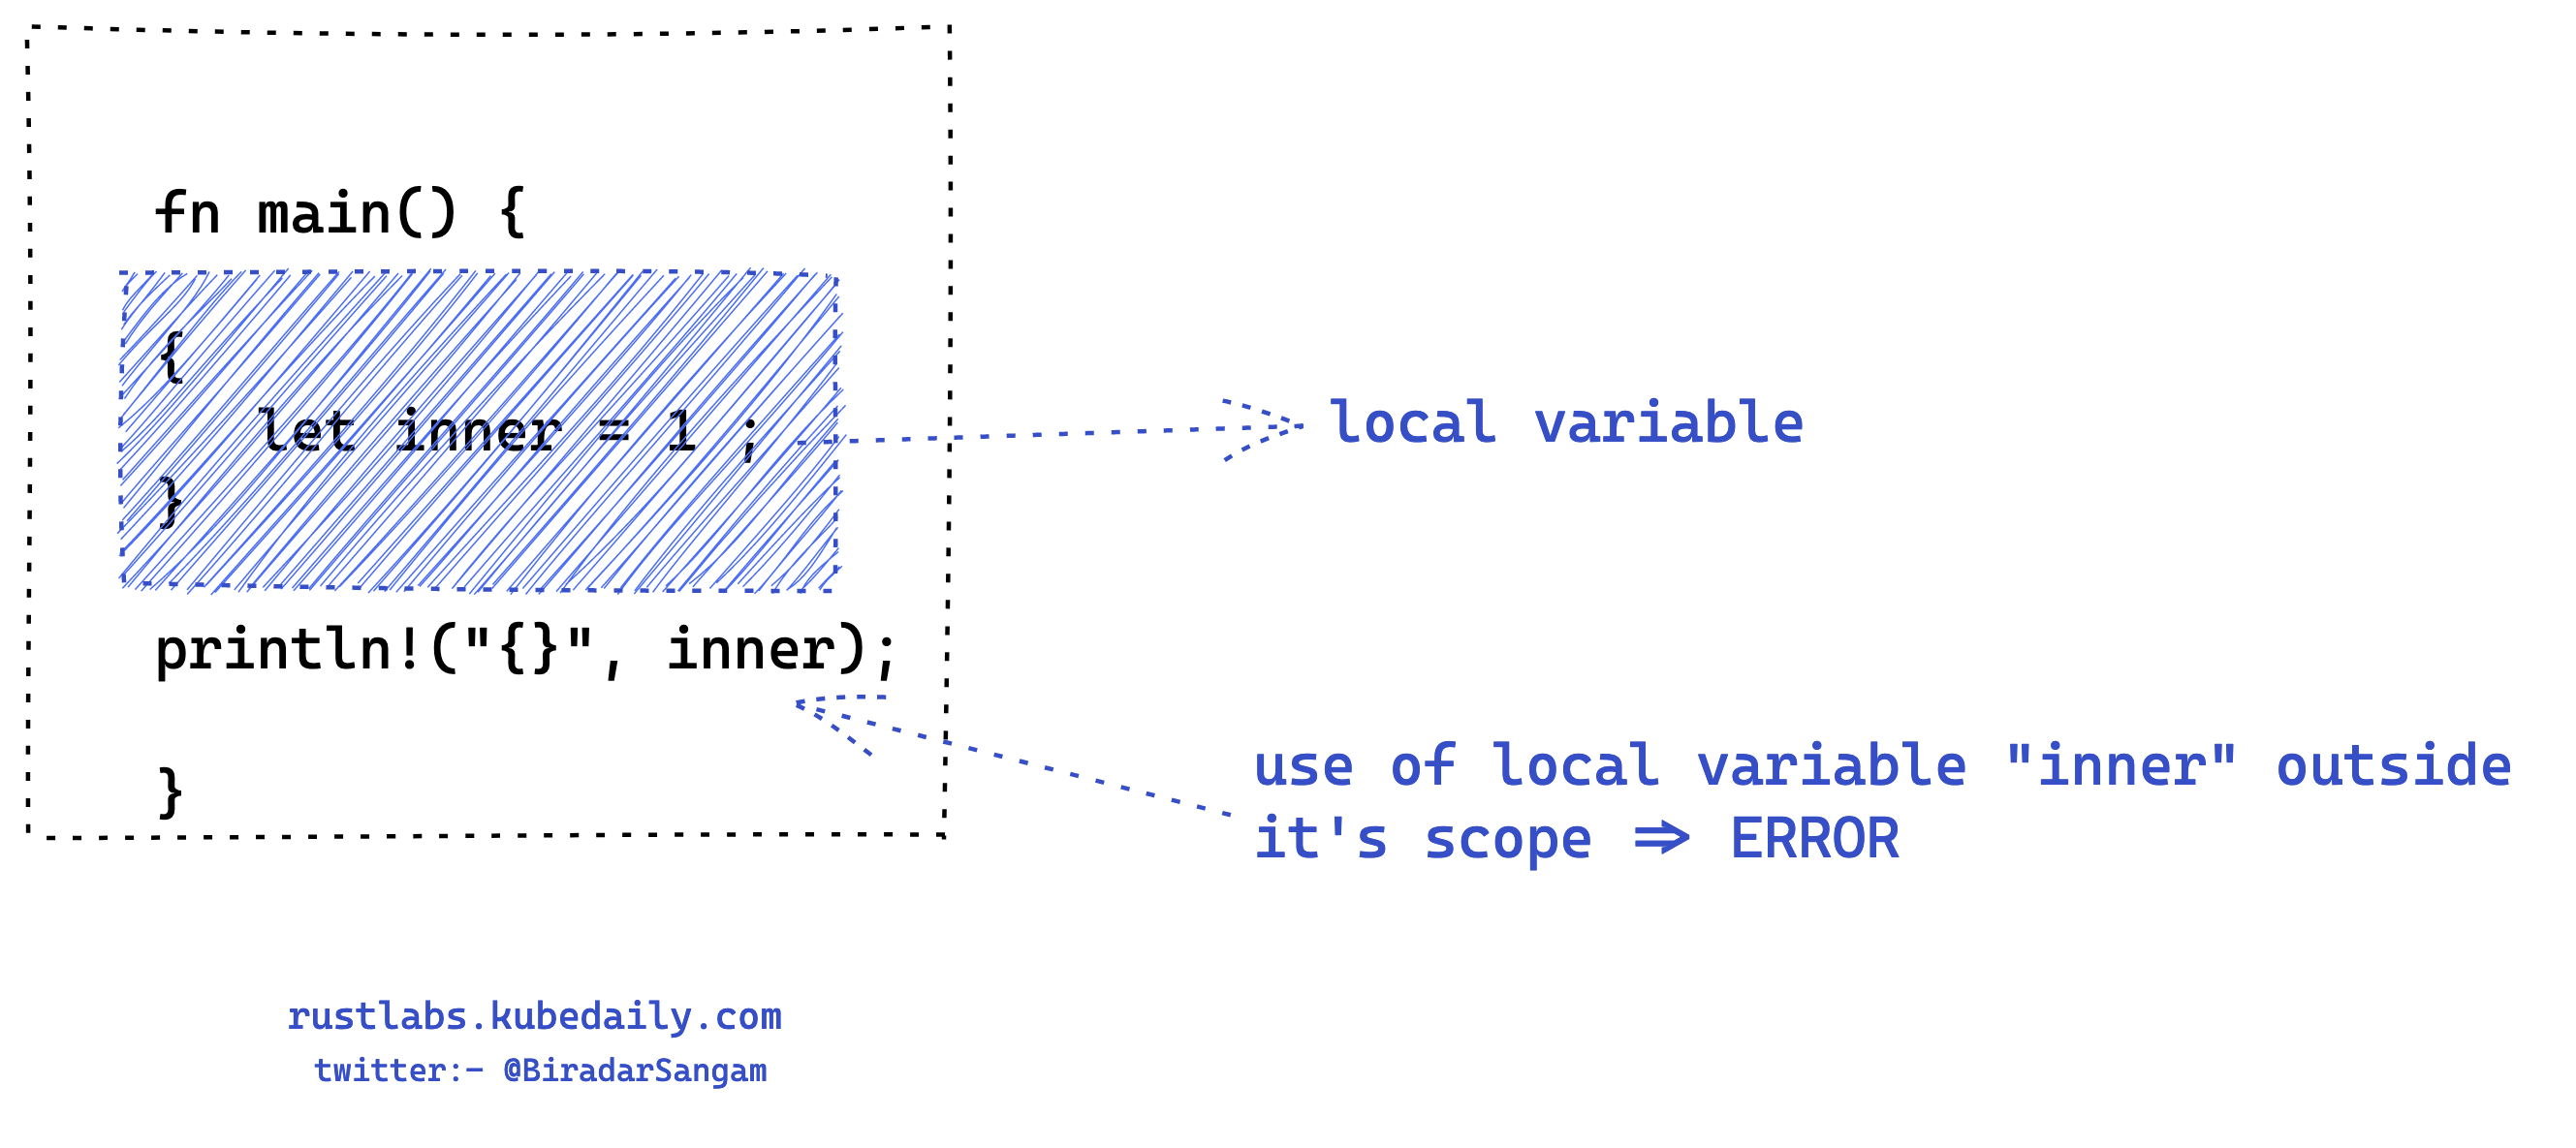 fn main() {
{
let inner = 1 ;
}
println!("{}", inner);
}
local variable
use of local variable "inner" outside
it's scope ⇒ ERROR
rustlabs.kubedaily.com
twitter:- @BiradarSangam